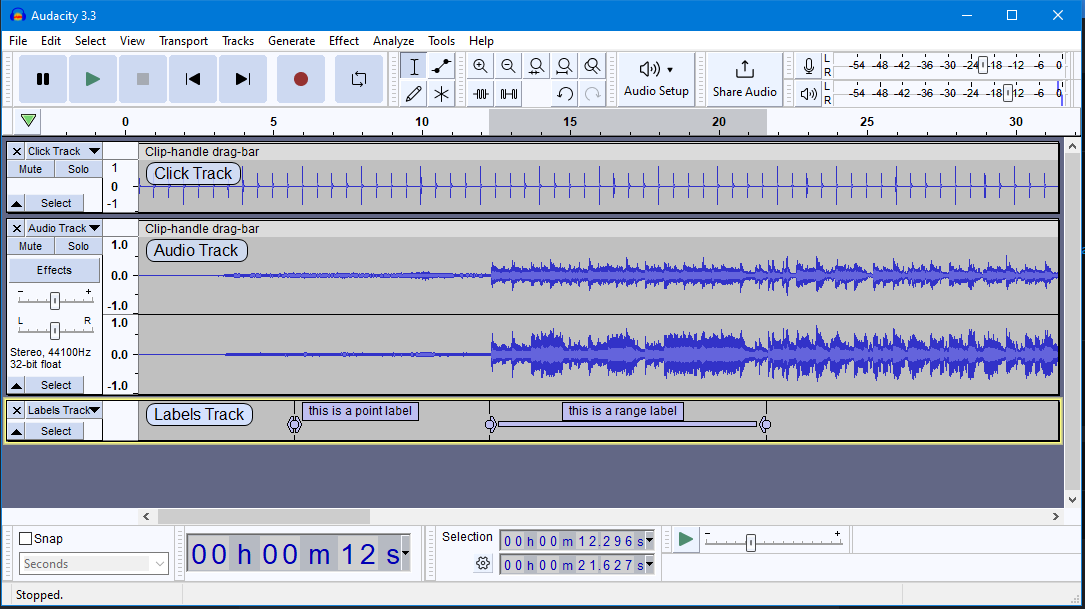 Audacity 3.3
File Edit Select View Transport Tracks Generate Effect Analyze Tools Help
Audio Setup
Share Audio
L
R
-54 -48 -42 -36 -30 -24 -18 -12 -6 0
L
R
-54 -48 -42 -36 -30 -24 -18 -12 -6 0
0 5 10 15 20 25 30
Click Track
Clip-handle drag-bar
Mute Solo
Click Track
1
0
-1
Select
Audio Track
Clip-handle drag-bar
Mute Solo
Audio Track
Effects
- +
L R
Stereo, 44100Hz
32-bit float
Select
1.0
0.0
-1.0
1.0
0.0
-1.0
Labels Track
Labels Track
this is a point label
this is a range label
Select
Snap
Seconds
00 h 00 m 12 s
Selection
00 h 00 m 12.296 s
00 h 00 m 21.627 s
- +
Stopped.